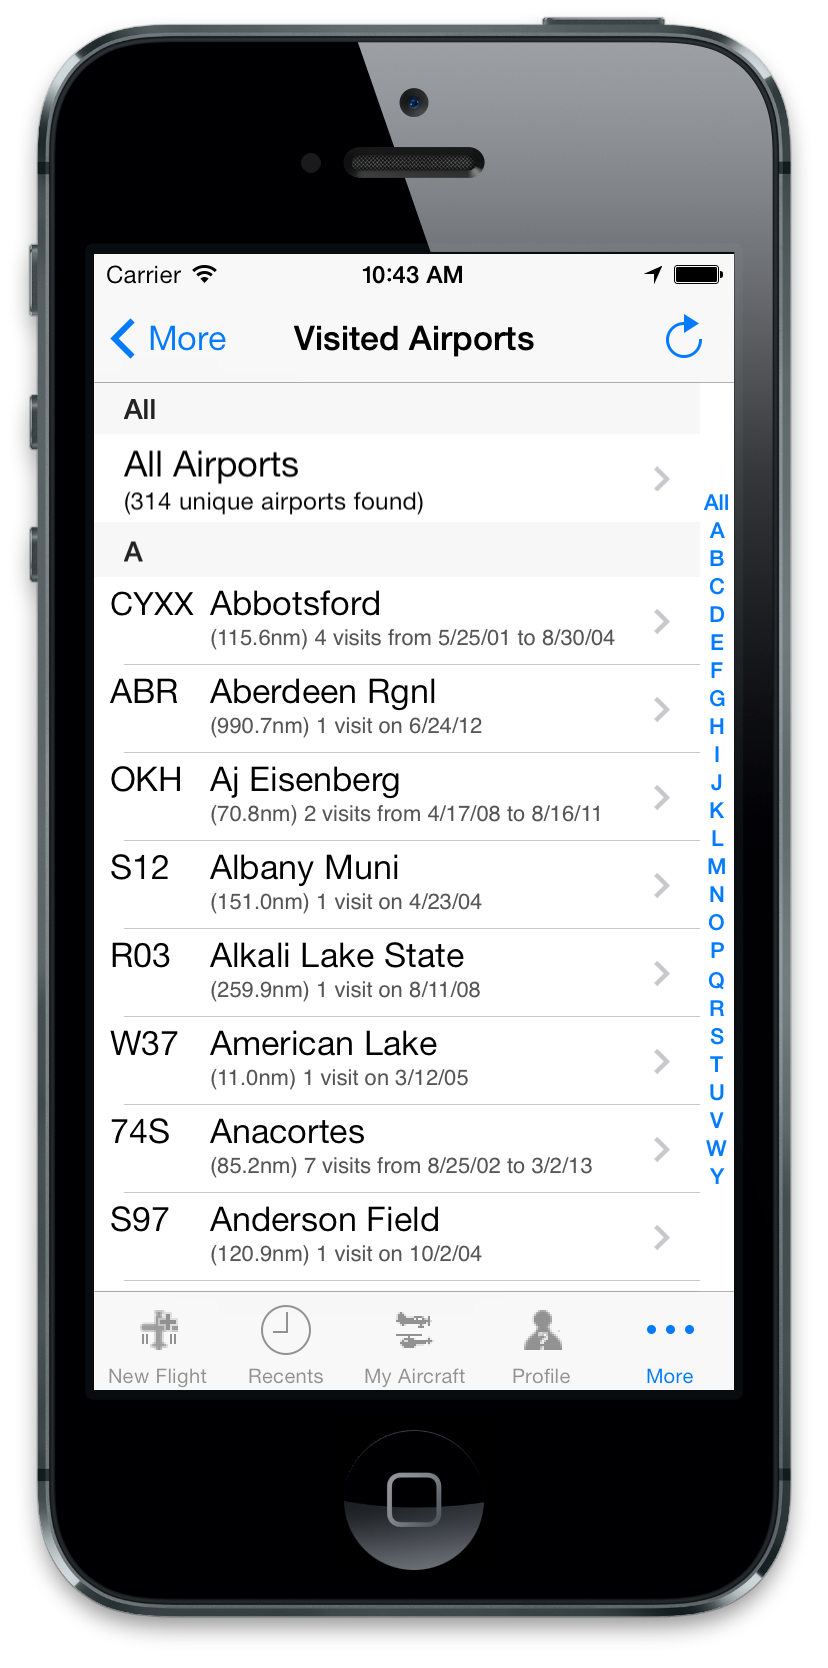 Carrier 10:43 AM
More Visited Airports
All
All Airports
(314 unique airports found)
A
CYXX Abbotsford
(115.6nm) 4 visits from 5/25/01 to 8/30/04
ABR Aberdeen Rgnl
(990.7nm) 1 visit on 6/24/12
OKH Aj Eisenberg
(70.8nm) 2 visits from 4/17/08 to 8/16/11
S12 Albany Muni
(151.0nm) 1 visit on 4/23/04
R03 Alkali Lake State
(259.9nm) 1 visit on 8/11/08
W37 American Lake
(11.0nm) 1 visit on 3/12/05
74S Anacortes
(85.2nm) 7 visits from 8/25/02 to 3/2/13
S97 Anderson Field
(120.9nm) 1 visit on 10/2/04
All
A
B
C
D
E
F
G
H
I
J
K
L
M
N
O
P
Q
R
S
T
U
V
W
Y
New Flight Recents My Aircraft Profile More